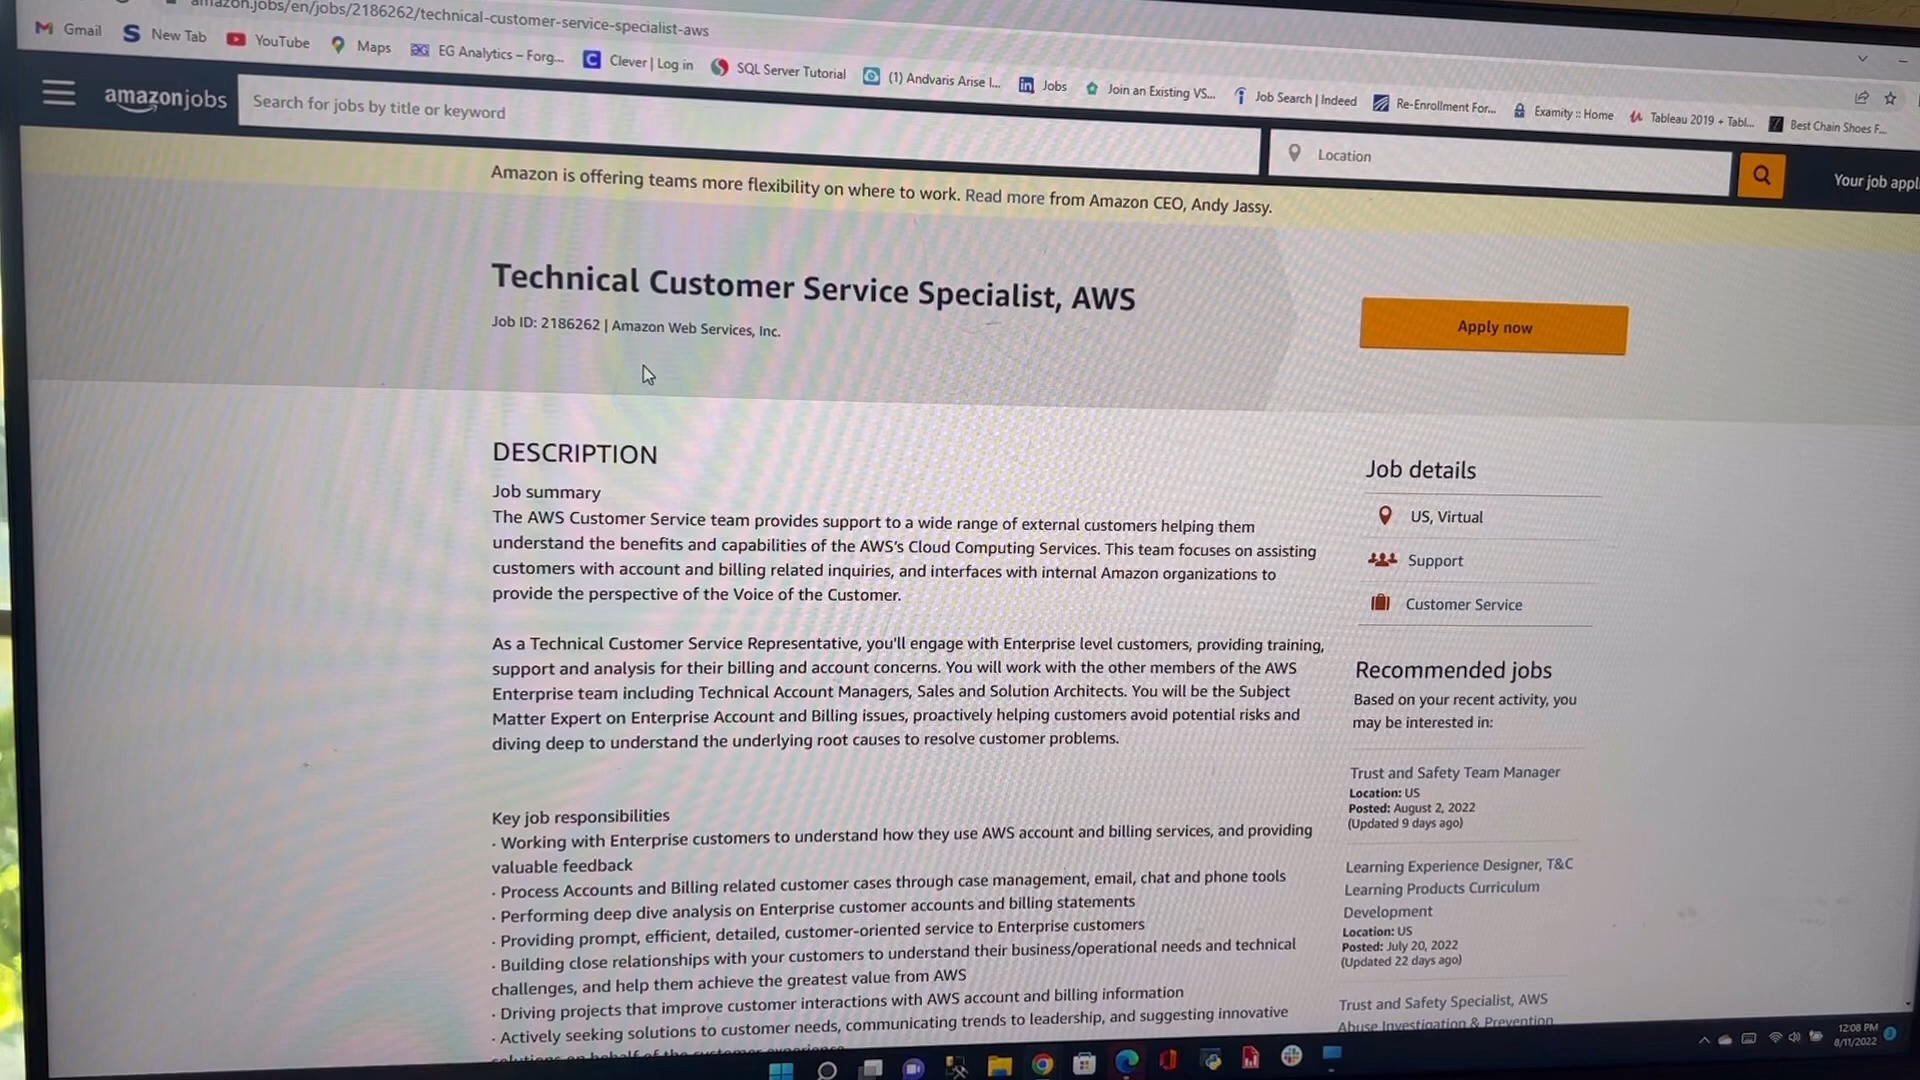 amazon.jobs/en/jobs/2186262/technical-customer-service-specialist-aws
Gmail New Tab YouTube Maps EG Analytics – Forg... Clever | Log in SQL Server Tutorial (1) Andvaris Arise I... Jobs Join an Existing VS... Job Search | Indeed Re-Enrollment For... Examity :: Home Tableau 2019 + Tabl... Best Chain Shoes F...
amazonjobs
Search for jobs by title or keyword
Location
Your job appl
Amazon is offering teams more flexibility on where to work. Read more from Amazon CEO, Andy Jassy.
Technical Customer Service Specialist, AWS
Job ID: 2186262 | Amazon Web Services, Inc.
Apply now
DESCRIPTION
Job summary
The AWS Customer Service team provides support to a wide range of external customers helping them
understand the benefits and capabilities of the AWS's Cloud Computing Services. This team focuses on assisting
customers with account and billing related inquiries, and interfaces with internal Amazon organizations to
provide the perspective of the Voice of the Customer.
As a Technical Customer Service Representative, you'll engage with Enterprise level customers, providing training,
support and analysis for their billing and account concerns. You will work with the other members of the AWS
Enterprise team including Technical Account Managers, Sales and Solution Architects. You will be the Subject
Matter Expert on Enterprise Account and Billing issues, proactively helping customers avoid potential risks and
diving deep to understand the underlying root causes to resolve customer problems.
Key job responsibilities
· Working with Enterprise customers to understand how they use AWS account and billing services, and providing
valuable feedback
· Process Accounts and Billing related customer cases through case management, email, chat and phone tools
· Performing deep dive analysis on Enterprise customer accounts and billing statements
· Providing prompt, efficient, detailed, customer-oriented service to Enterprise customers
· Building close relationships with your customers to understand their business/operational needs and technical
challenges, and help them achieve the greatest value from AWS
· Driving projects that improve customer interactions with AWS account and billing information
· Actively seeking solutions to customer needs, communicating trends to leadership, and suggesting innovative
solutions on behalf of the customer experience
Job details
US, Virtual
Support
Customer Service
Recommended jobs
Based on your recent activity, you
may be interested in:
Trust and Safety Team Manager
Location: US
Posted: August 2, 2022
(Updated 9 days ago)
Learning Experience Designer, T&C
Learning Products Curriculum
Development
Location: US
Posted: July 20, 2022
(Updated 22 days ago)
Trust and Safety Specialist, AWS
Abuse Investigation & Prevention
12:08 PM
8/11/2022